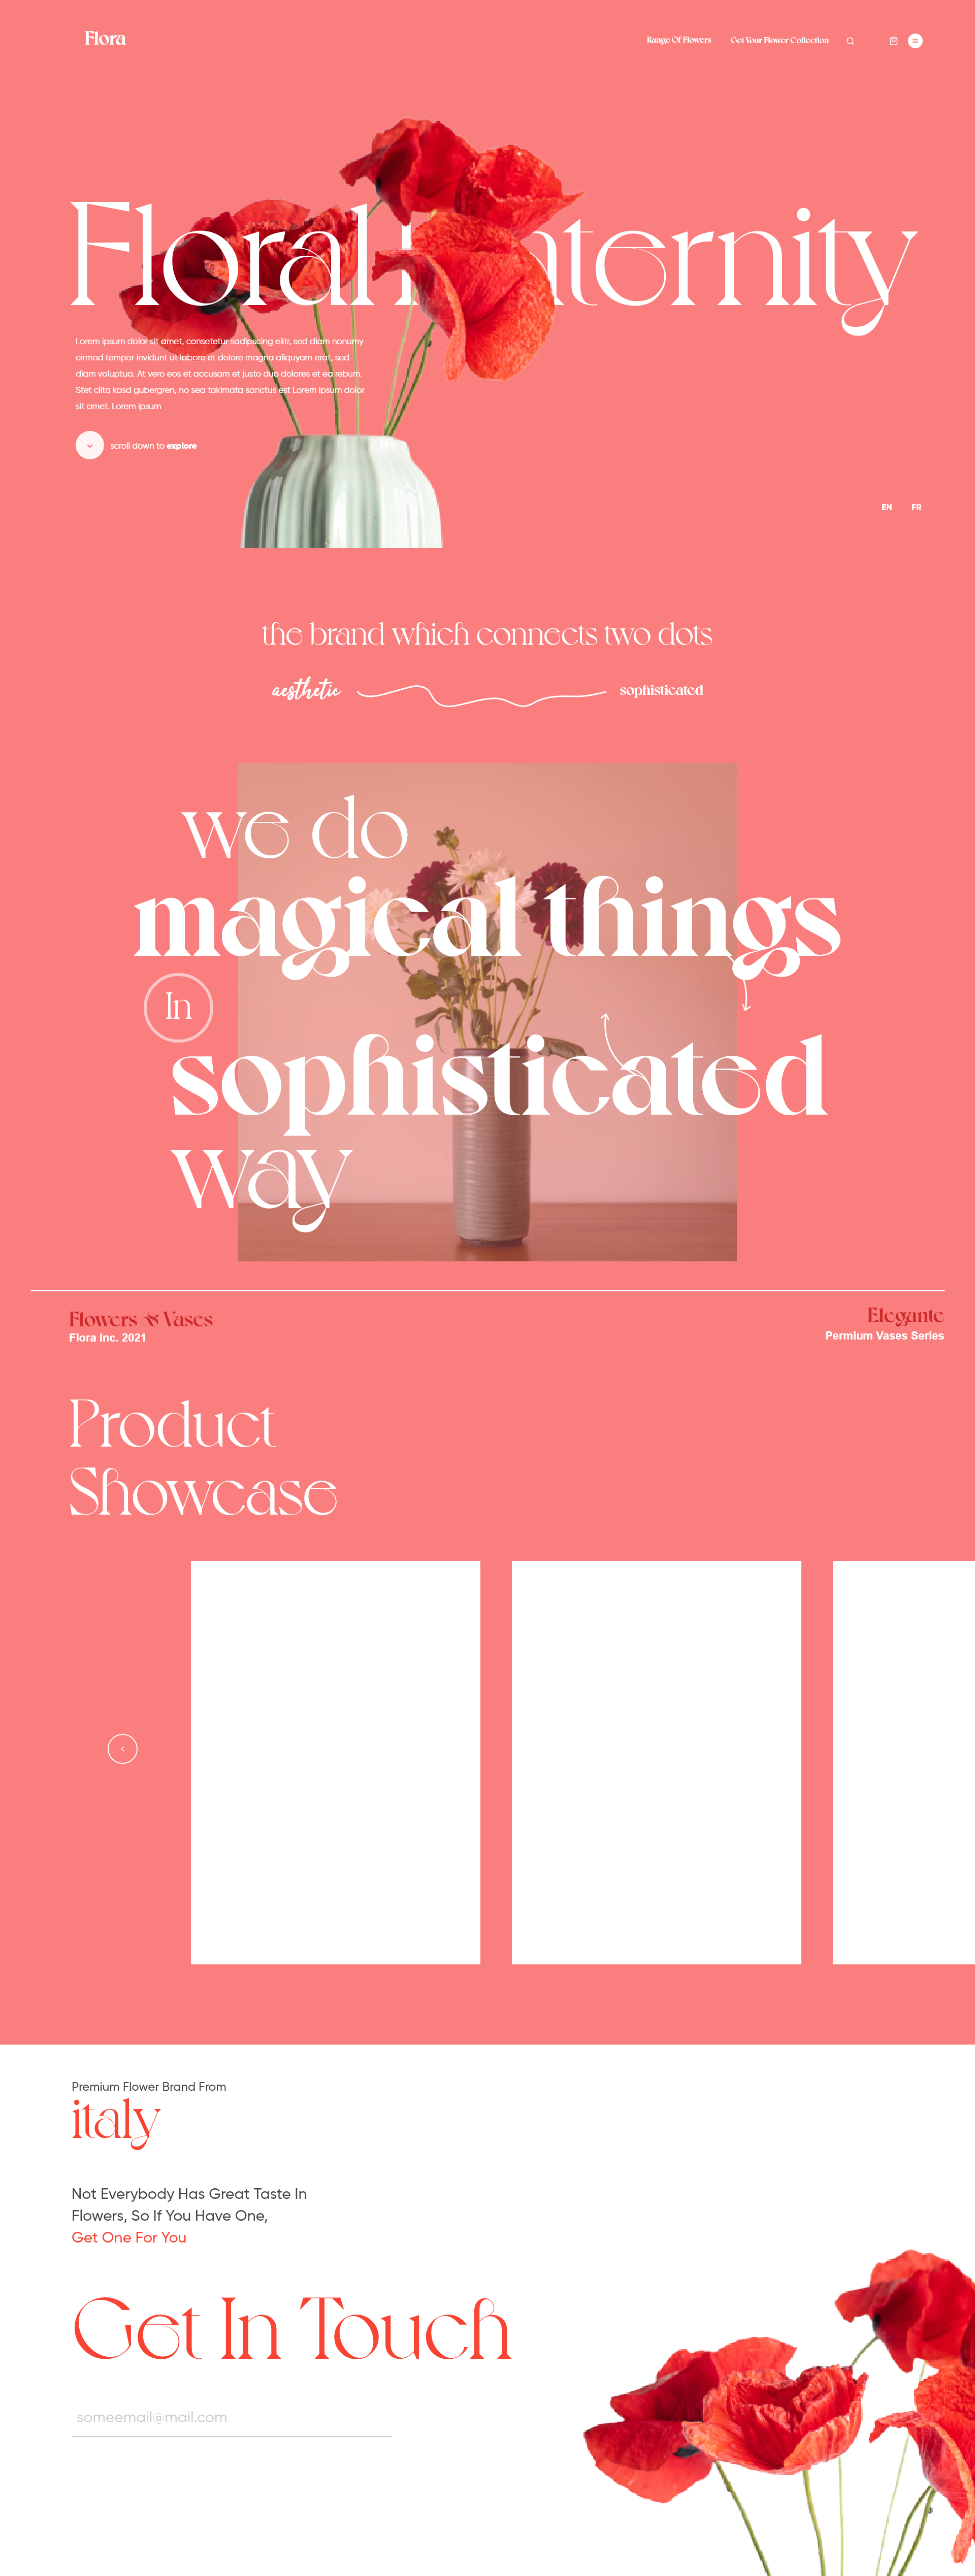 Flora
Range Of Flowers
Get Your Flower Collection
Floral
aternity
Lorem ipsum dolor sit amet, consetetur sadipscing elitr, sed diam nonumy
eirmod tempor invidunt ut labore et dolore magna aliquyam erat, sed
diam voluptua. At vero eos et accusam et justo duo dolores et ea rebum.
Stet clita kasd gubergren, no sea takimata sanctus est Lorem ipsum dolor
sit amet. Lorem ipsum
scroll down to explore
EN FR
the brand which connects two dots
aesthetic
sophisticated
we do
magical things
In
sophisticated
way
Flowers & Vases
Flora Inc. 2021
Elegante
Permium Vases Series
Product
Showcase
Premium Flower Brand From
italy
Not Everybody Has Great Taste In
Flowers, So If You Have One,
Get One For You
Get In Touch
someemail@mail.com